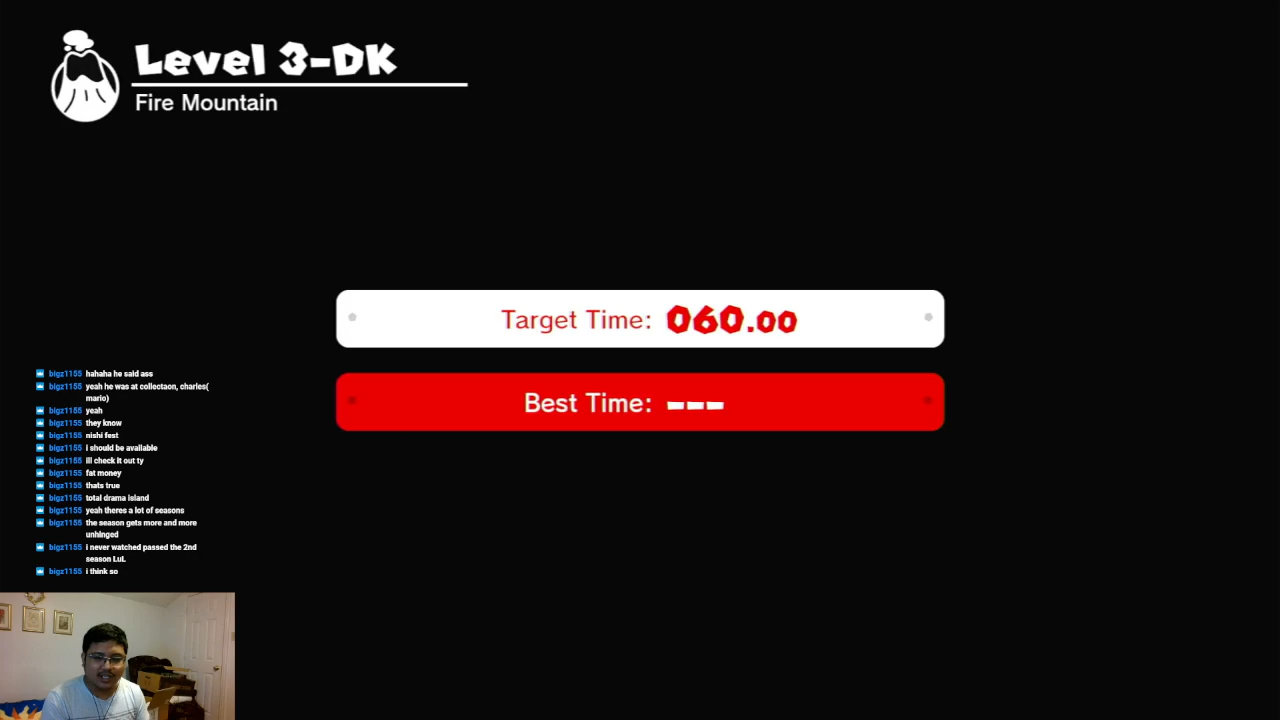 Level 3-DK
Fire Mountain
Target Time: 060.00
Best Time: ---
bigz1155 hahaha he said ass
bigz1155 yeah he was at collectaon, charles(
mario)
bigz1155 yeah
bigz1155 they know
bigz1155 nishi fest
bigz1155 i should be available
bigz1155 ill check it out ty
bigz1155 fat money
bigz1155 thats true
bigz1155 total drama island
bigz1155 yeah theres a lot of seasons
bigz1155 the season gets more and more
unhinged
bigz1155 i never watched passed the 2nd
season LuL
bigz1155 i think so